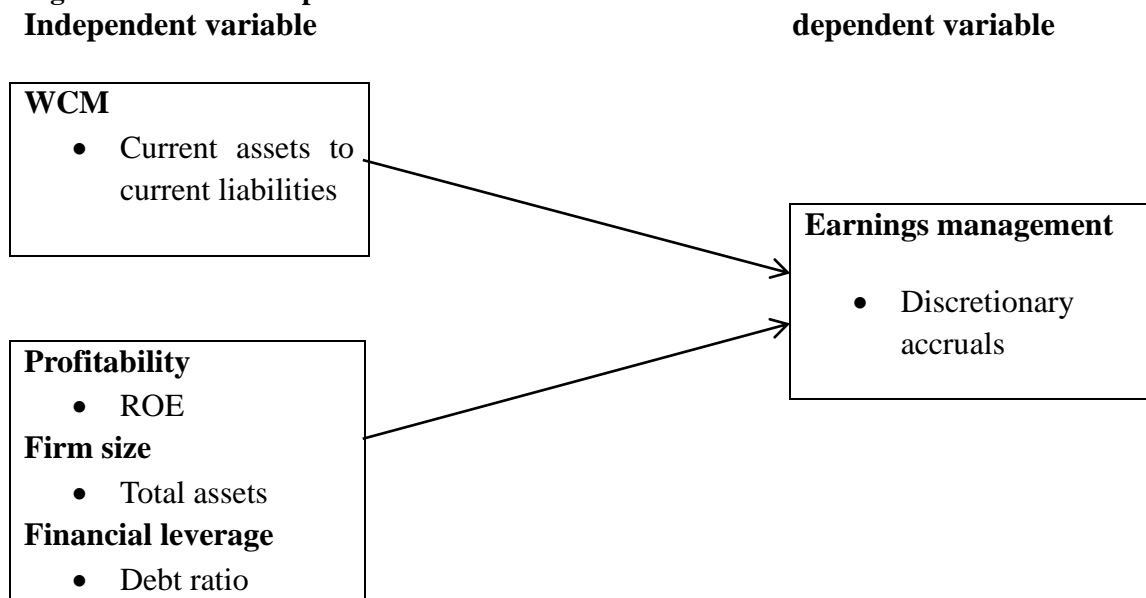 Independent variable
dependent variable
WCM
• Current assets to
current liabilities
Earnings management
• Discretionary
accruals
Profitability
• ROE
Firm size
• Total assets
Financial leverage
• Debt ratio